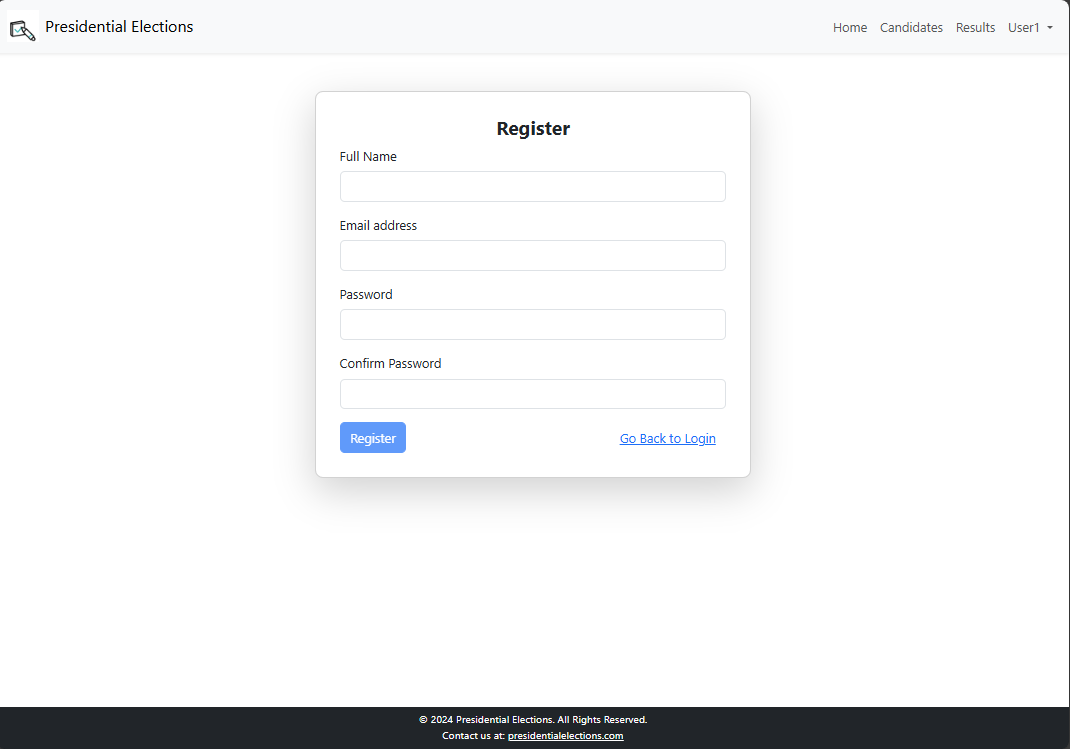 Presidential Elections
Home Candidates Results User1
Register
Full Name
Email address
Password
Confirm Password
Register Go Back to Login
© 2024 Presidential Elections. All Rights Reserved.
Contact us at: presidentialelections.com